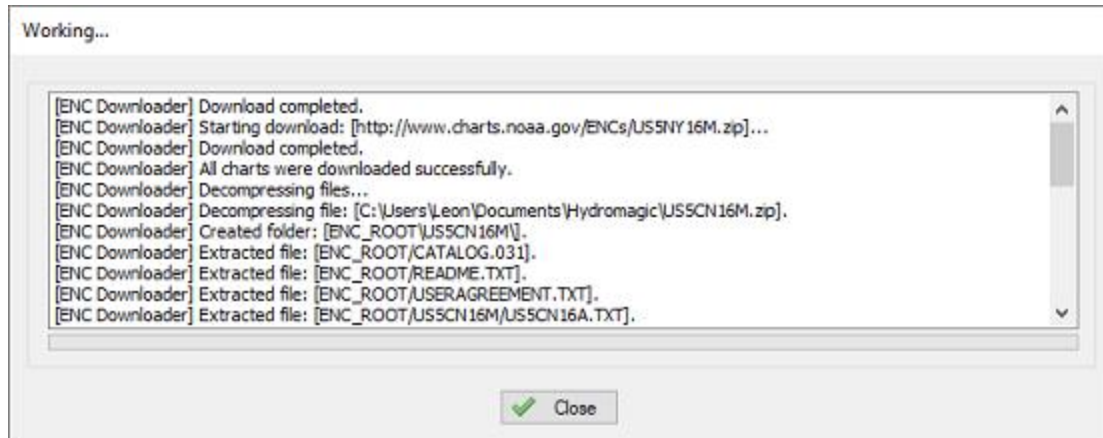 Working...
[ENC Downloader] Download completed.
[ENC Downloader] Starting download: [http://www.charts.noaa.gov/ENCs/US5NY16M.zip]...
[ENC Downloader] Download completed.
[ENC Downloader] All charts were downloaded successfully.
[ENC Downloader] Decompressing files...
[ENC Downloader] Decompressing file: [C:\Users\Leon\Documents\Hydromagic\US5CN16M.zip].
[ENC Downloader] Created folder: [ENC_ROOT\US5CN16M\].
[ENC Downloader] Extracted file: [ENC_ROOT/CATALOG.031].
[ENC Downloader] Extracted file: [ENC_ROOT/README.TXT].
[ENC Downloader] Extracted file: [ENC_ROOT/USERAGREEMENT.TXT].
[ENC Downloader] Extracted file: [ENC_ROOT/US5CN16M/US5CN16A.TXT].
Close